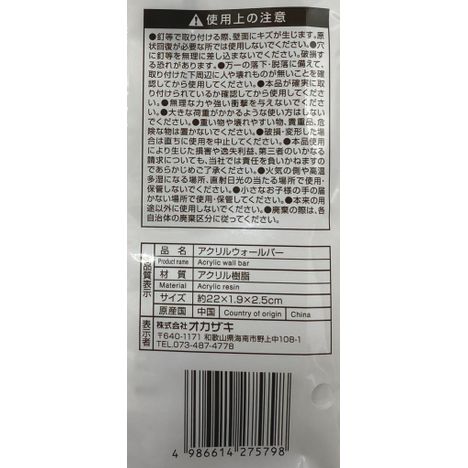 ⚠使用上の注意
●釘等で取り付ける際、壁面にキズが生じます。原
状回復が必要な所では使用しないでください。●穴
に釘等を無理に差し込まないでください。破損
する恐れがあります。●万一の落下・脱落に備えて、
取り付けた下周辺に人や壊れものが無いことを確
認してから使用してください。●本品が確実に取
り付けられているか確認してから使用してください。
●無理な力や強い衝撃を与えないでください。
●大きな荷重がかかるような使い方はしない
でください。●重い物や壊れやすい物、貴重品、危
険な物は置かないでください。●破損・変形した場
合は直ちに使用を中止してください。●本品使用
により生じた損害や逸失利益、第三者のいかなる
請求についても、当社では責任を負いかねますの
であらかじめご了承ください。●火気の側や高温
多湿になる場所、直射日光の当たる場所で使用・
保管しないでください。●小さなお子様の手の届
かない場所で使用・保管してください。●本来の用
途以外に使用しないでください。●廃棄の際は、各
自治体の廃棄区分に従ってください。
品質表示
品名 アクリルウォールバー
Product name Acrylic wall bar
材質 アクリル樹脂
Material Acrylic resin
サイズ 約22×1.9×2.5cm
原産国 中国 Country of origin China
表示者
株式会社オカザキ
〒640-1171 和歌山県海南市野上中108-1
TEL.073-487-4778
4 986614 275798